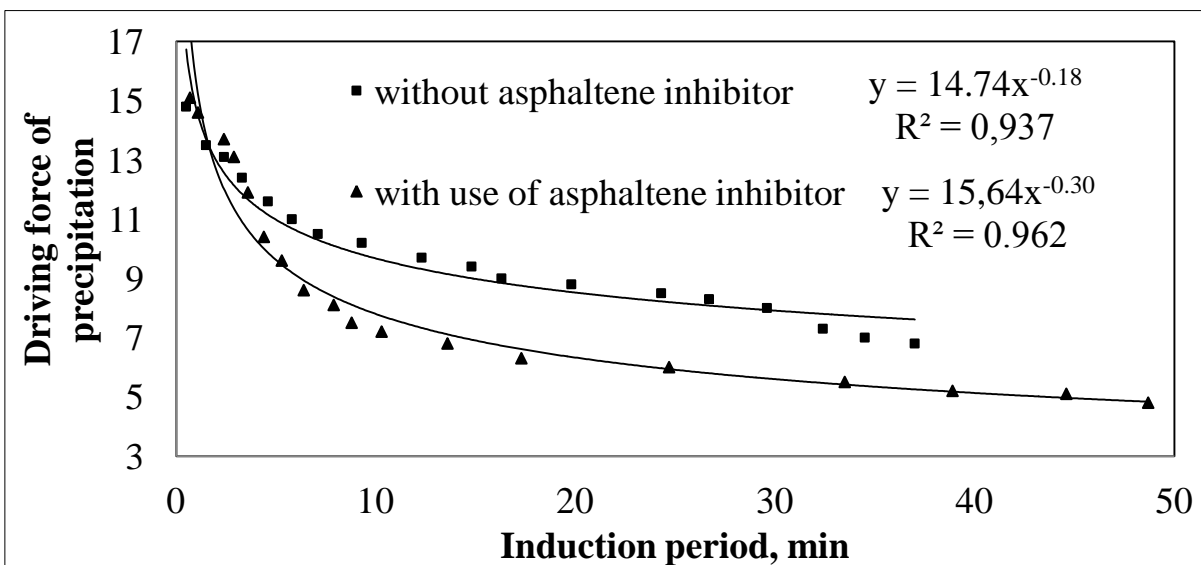 17
15
13
11
9
7
5
3
Driving force of
precipitation
without asphaltene inhibitor
y = 14.74x^-0.18
R² = 0,937
with use of asphaltene inhibitor
y = 15,64x^-0.30
R² = 0.962
0 10 20 30 40 50
Induction period, min